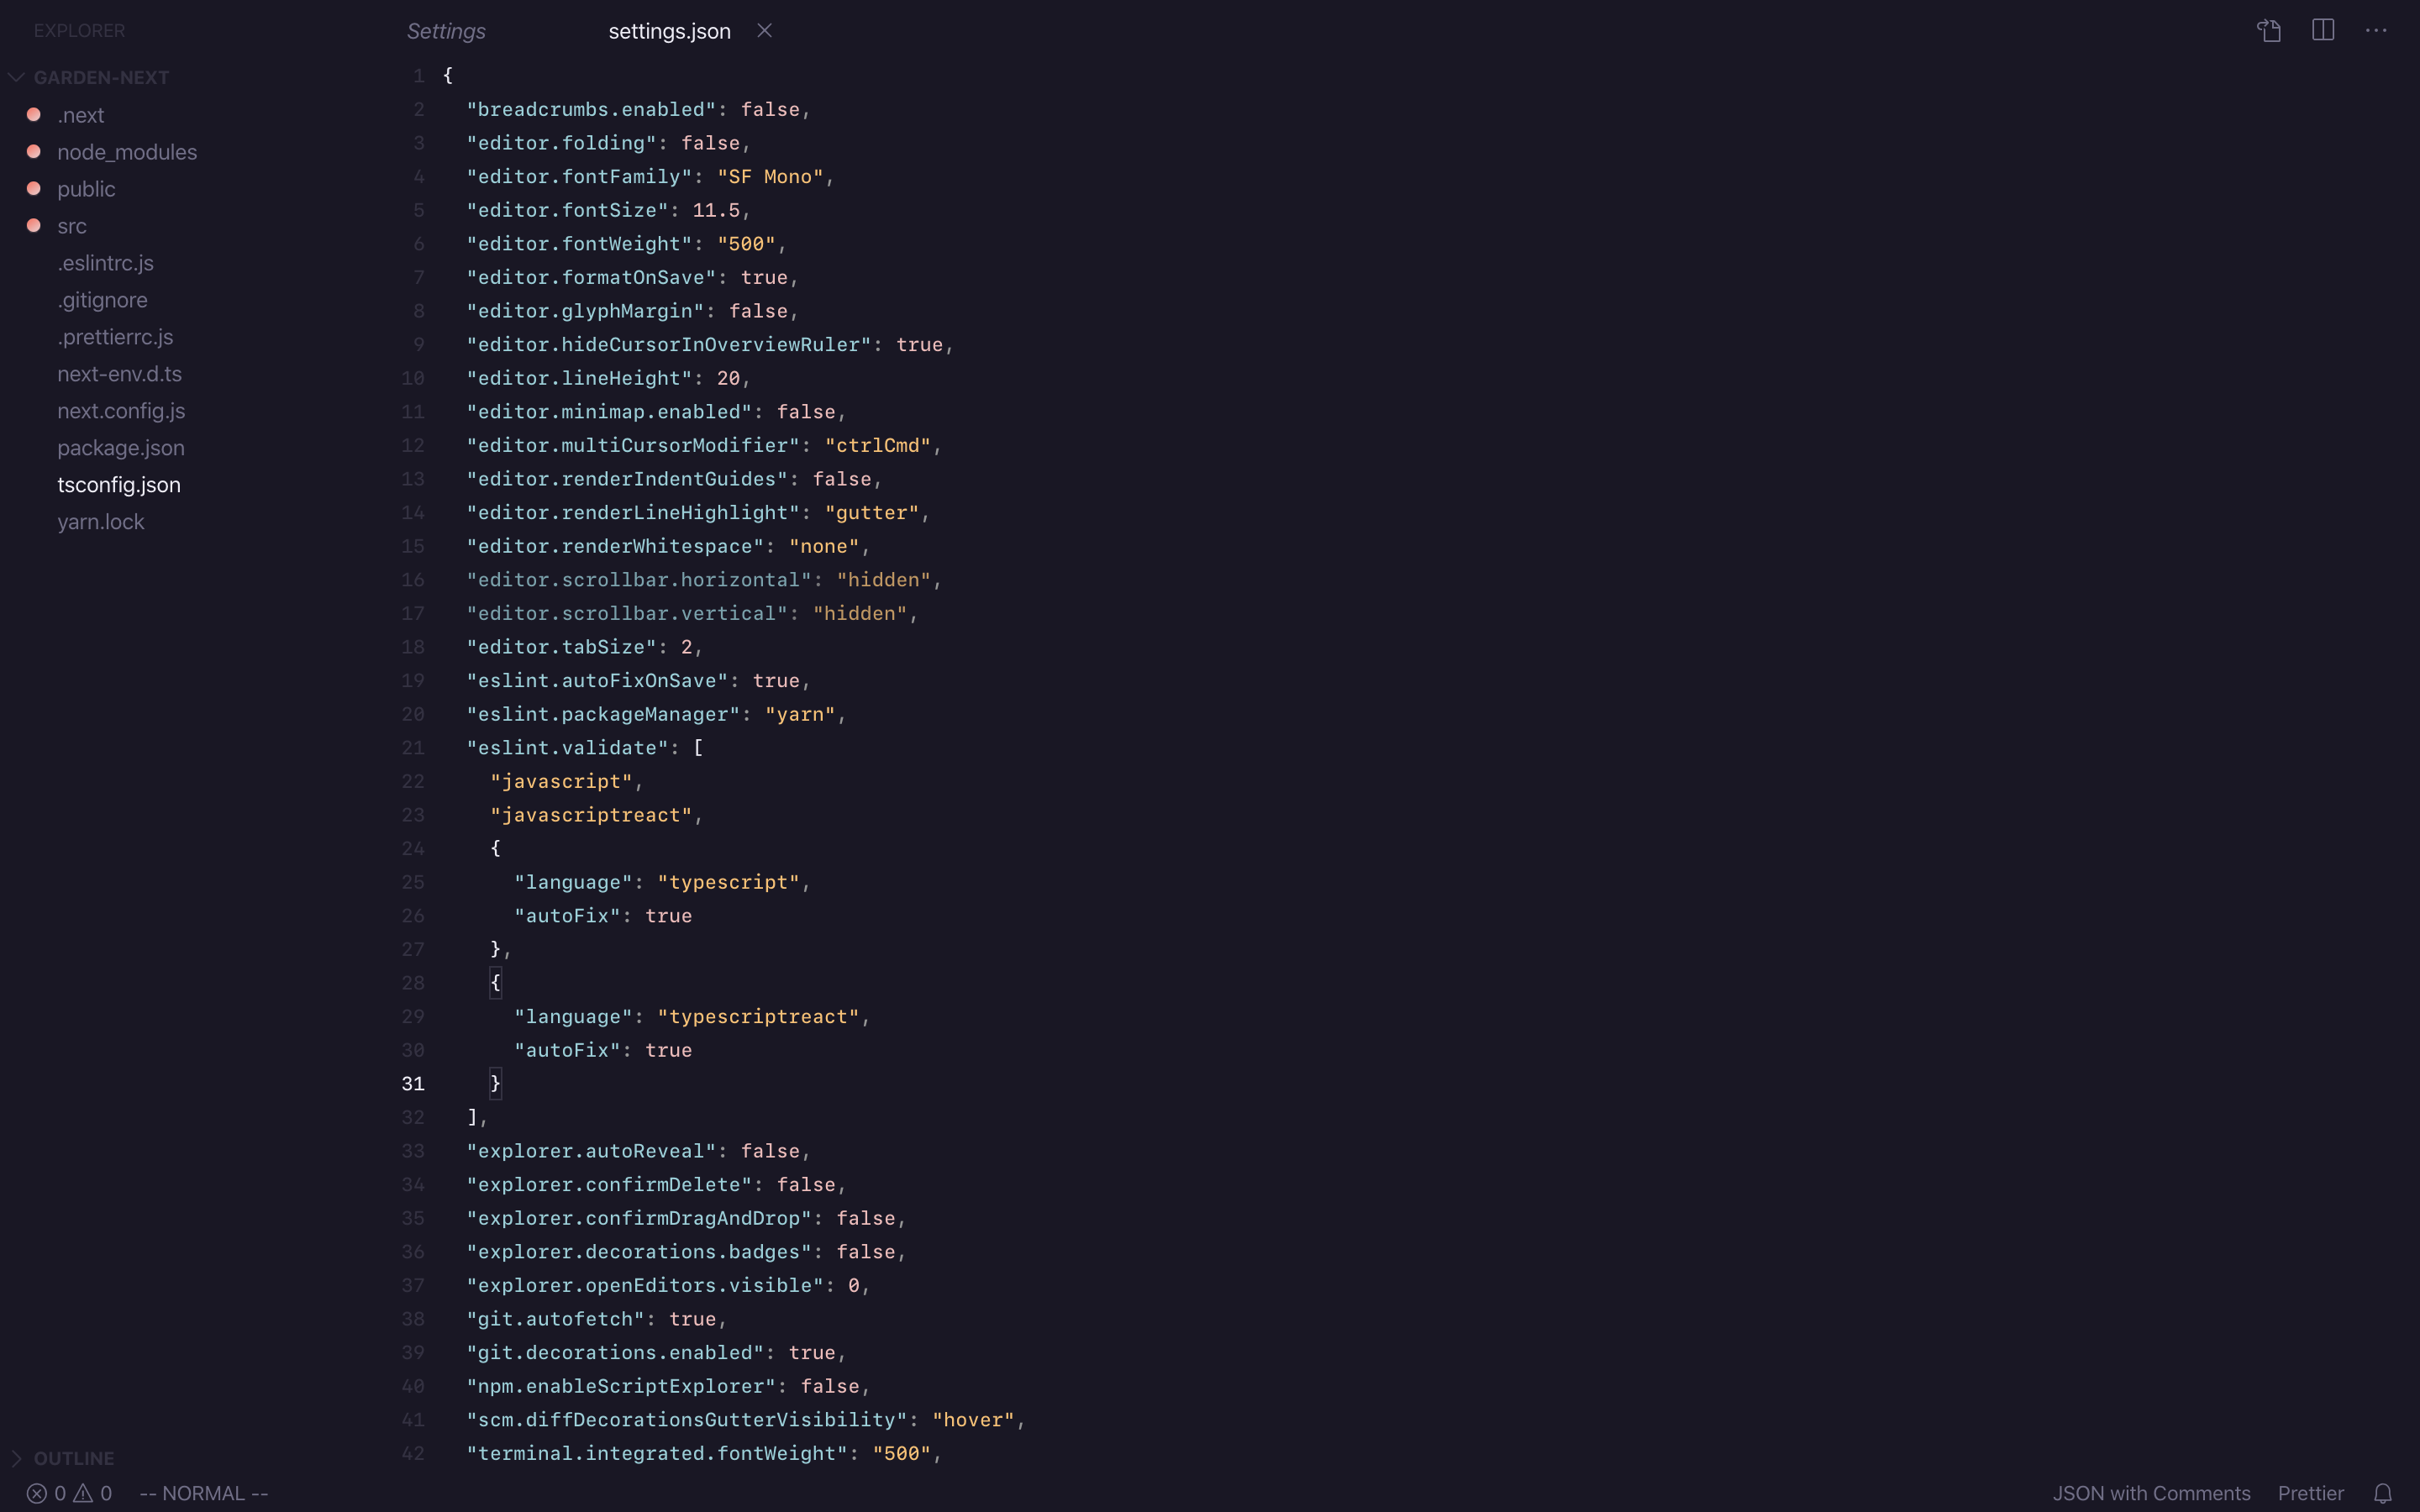 EXPLORER
GARDEN-NEXT
.next
node_modules
public
src
.eslintrc.js
.gitignore
.prettierrc.js
next-env.d.ts
next.config.js
package.json
tsconfig.json
yarn.lock
OUTLINE
Settings settings.json
1 {
2 "breadcrumbs.enabled": false,
3 "editor.folding": false,
4 "editor.fontFamily": "SF Mono",
5 "editor.fontSize": 11.5,
6 "editor.fontWeight": "500",
7 "editor.formatOnSave": true,
8 "editor.glyphMargin": false,
9 "editor.hideCursorInOverviewRuler": true,
10 "editor.lineHeight": 20,
11 "editor.minimap.enabled": false,
12 "editor.multiCursorModifier": "ctrlCmd",
13 "editor.renderIndentGuides": false,
14 "editor.renderLineHighlight": "gutter",
15 "editor.renderWhitespace": "none",
16 "editor.scrollbar.horizontal": "hidden",
17 "editor.scrollbar.vertical": "hidden",
18 "editor.tabSize": 2,
19 "eslint.autoFixOnSave": true,
20 "eslint.packageManager": "yarn",
21 "eslint.validate": [
22 "javascript",
23 "javascriptreact",
24 {
25 "language": "typescript",
26 "autoFix": true
27 },
28 {
29 "language": "typescriptreact",
30 "autoFix": true
31 }
32 ],
33 "explorer.autoReveal": false,
34 "explorer.confirmDelete": false,
35 "explorer.confirmDragAndDrop": false,
36 "explorer.decorations.badges": false,
37 "explorer.openEditors.visible": 0,
38 "git.autofetch": true,
39 "git.decorations.enabled": true,
40 "npm.enableScriptExplorer": false,
41 "scm.diffDecorationsGutterVisibility": "hover",
42 "terminal.integrated.fontWeight": "500",
0 0 -- NORMAL -- JSON with Comments Prettier